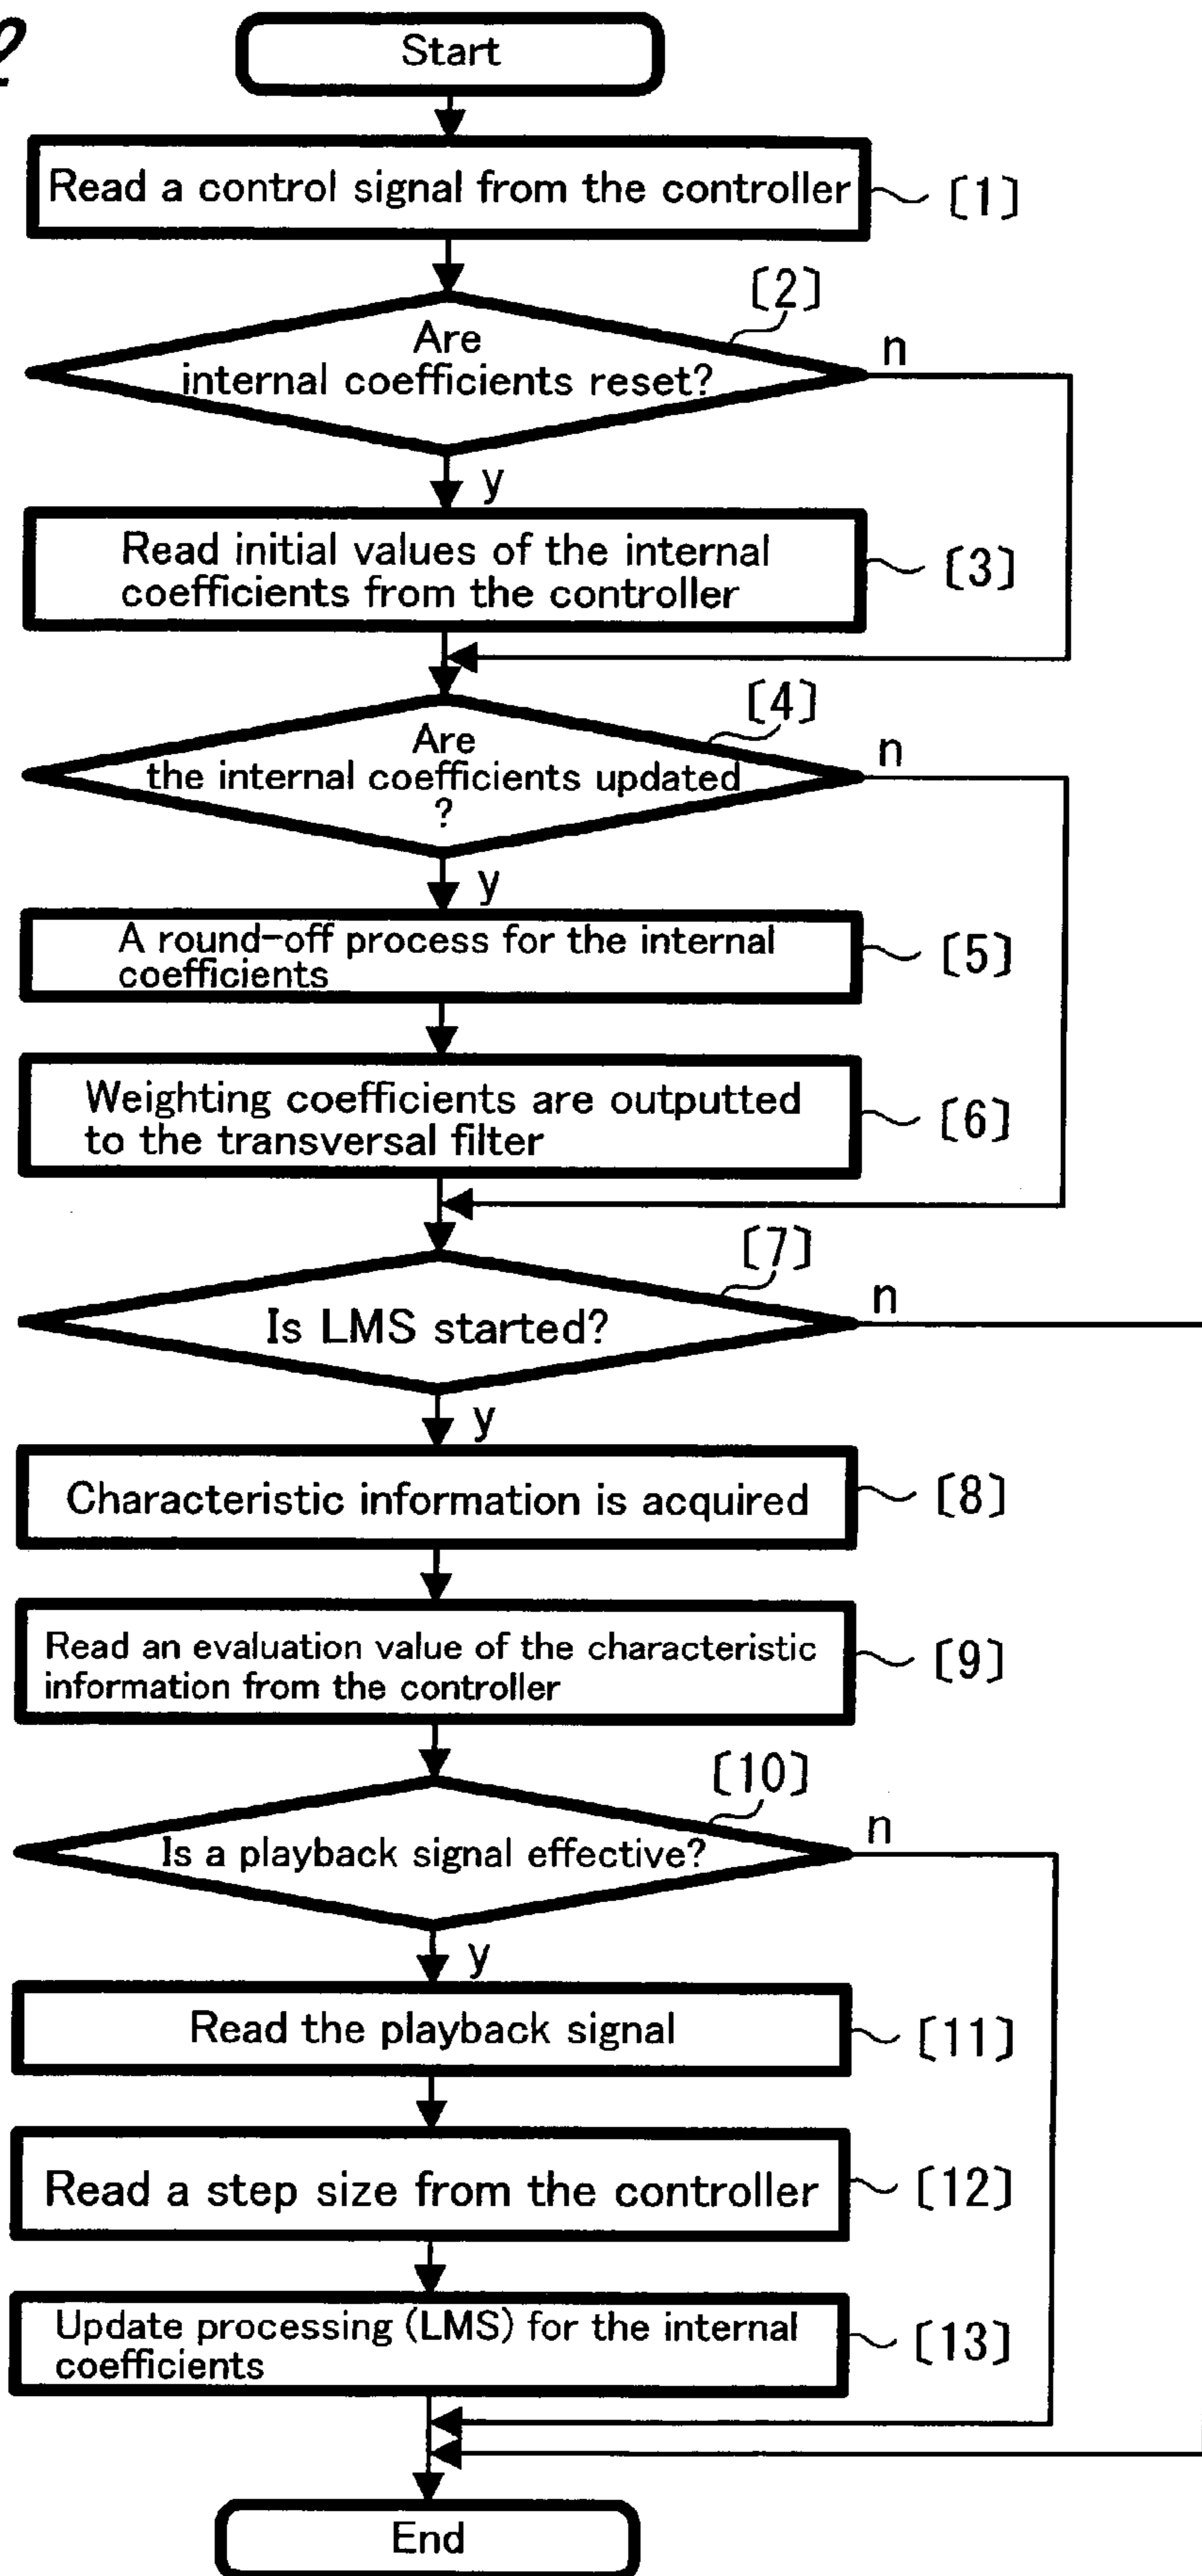 2
Start
Read a control signal from the controller
[1]
[2]
Are
internal coefficients reset?
n
y
Read initial values of the internal
coefficients from the controller
[3]
[4]
Are
the internal coefficients updated
?
n
y
A round-off process for the internal
coefficients
[5]
Weighting coefficients are outputted
to the transversal filter
[6]
[7]
Is LMS started?
n
y
Characteristic information is acquired
[8]
Read an evaluation value of the characteristic
information from the controller
[9]
[10]
Is a playback signal effective?
n
y
Read the playback signal
[11]
Read a step size from the controller
[12]
Update processing (LMS) for the internal
coefficients
[13]
End